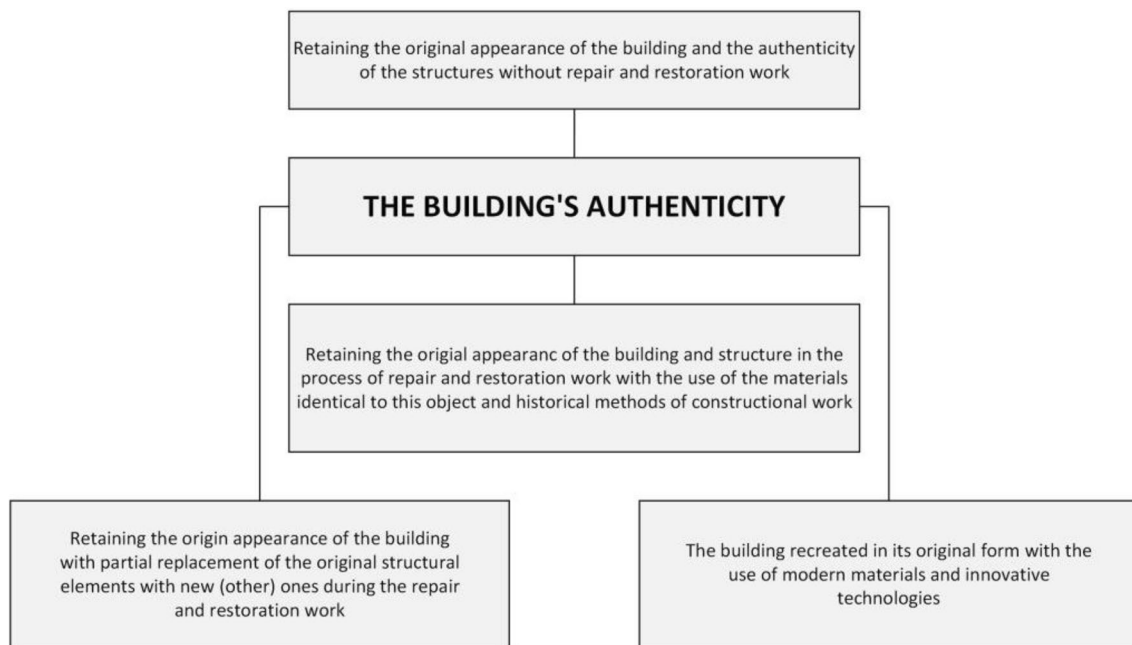 Retaining the original appearance of the building and the authenticity
of the structures without repair and restoration work
THE BUILDING'S AUTHENTICITY
Retaining the origial appearanc of the building and structure in the
process of repair and restoration work with the use of the materials
identical to this object and historical methods of constructional work
Retaining the origin appearance of the building
with partial replacement of the original structural
elements with new (other) ones during the repair
and restoration work
The building recreated in its original form with the
use of modern materials and innovative
technologies